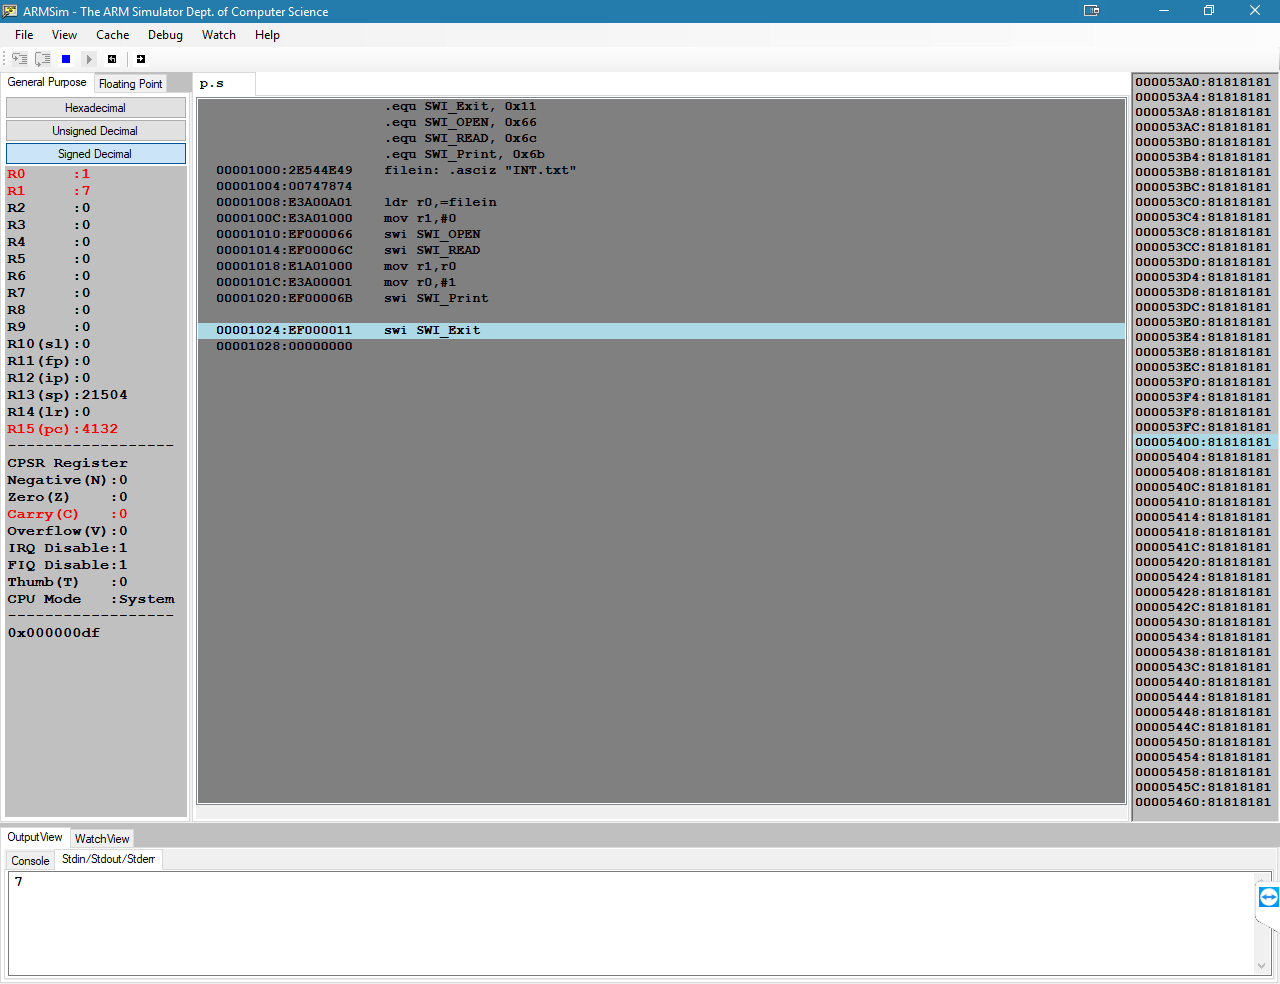 ARMSim - The ARM Simulator Dept. of Computer Science
File View Cache Debug Watch Help
General Purpose Floating Point
Hexadecimal
Unsigned Decimal
Signed Decimal
R0 :1
R1 :7
R2 :0
R3 :0
R4 :0
R5 :0
R6 :0
R7 :0
R8 :0
R9 :0
R10(sl):0
R11(fp):0
R12(ip):0
R13(sp):21504
R14(lr):0
R15(pc):4132
------------------
CPSR Register
Negative(N):0
Zero(Z) :0
Carry(C) :0
Overflow(V):0
IRQ Disable:1
FIQ Disable:1
Thumb(T) :0
CPU Mode :System
------------------
0x000000df
p.s
.equ SWI_Exit, 0x11
.equ SWI_OPEN, 0x66
.equ SWI_READ, 0x6c
.equ SWI_Print, 0x6b
00001000:2E544E49 filein: .asciz "INT.txt"
00001004:00747874
00001008:E3A00A01 ldr r0,=filein
0000100C:E3A01000 mov r1,#0
00001010:EF000066 swi SWI_OPEN
00001014:EF00006C swi SWI_READ
00001018:E1A01000 mov r1,r0
0000101C:E3A00001 mov r0,#1
00001020:EF00006B swi SWI_Print
00001024:EF000011 swi SWI_Exit
00001028:00000000
000053A0:81818181
000053A4:81818181
000053A8:81818181
000053AC:81818181
000053B0:81818181
000053B4:81818181
000053B8:81818181
000053BC:81818181
000053C0:81818181
000053C4:81818181
000053C8:81818181
000053CC:81818181
000053D0:81818181
000053D4:81818181
000053D8:81818181
000053DC:81818181
000053E0:81818181
000053E4:81818181
000053E8:81818181
000053EC:81818181
000053F0:81818181
000053F4:81818181
000053F8:81818181
000053FC:81818181
00005400:81818181
00005404:81818181
00005408:81818181
0000540C:81818181
00005410:81818181
00005414:81818181
00005418:81818181
0000541C:81818181
00005420:81818181
00005424:81818181
00005428:81818181
0000542C:81818181
00005430:81818181
00005434:81818181
00005438:81818181
0000543C:81818181
00005440:81818181
00005444:81818181
00005448:81818181
0000544C:81818181
00005450:81818181
00005454:81818181
00005458:81818181
0000545C:81818181
00005460:81818181
OutputView WatchView
Console Stdin/Stdout/Stderr
7